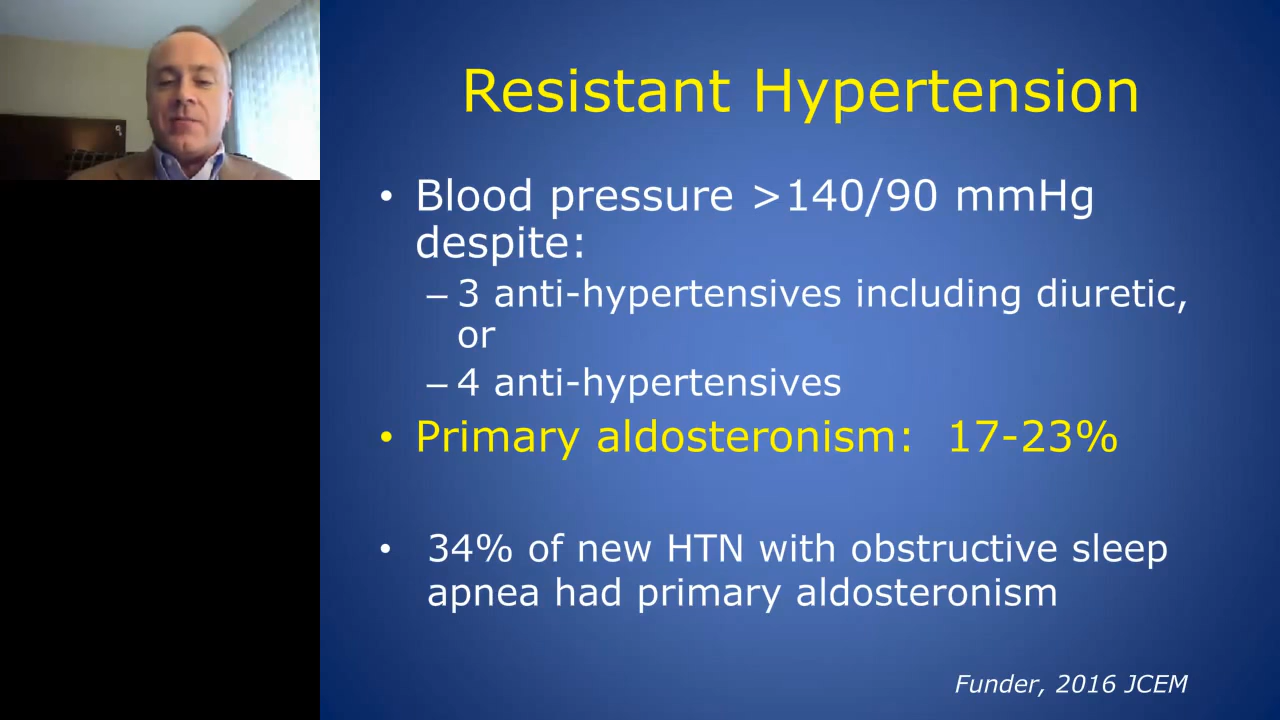 Resistant Hypertension
• Blood pressure >140/90 mmHg
despite:
– 3 anti-hypertensives including diuretic,
or
– 4 anti-hypertensives
• Primary aldosteronism:  17-23%
• 34% of new HTN with obstructive sleep
apnea had primary aldosteronism
Funder, 2016 JCEM